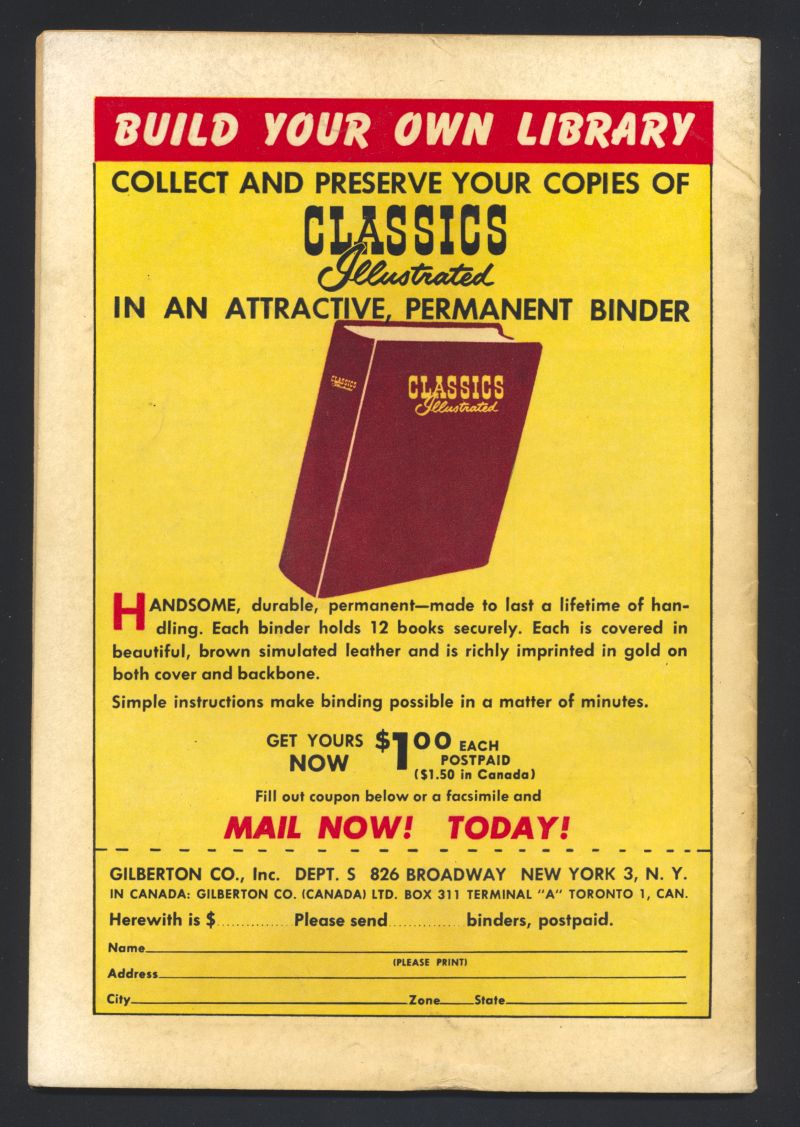 BUILD YOUR OWN LIBRARY
COLLECT AND PRESERVE YOUR COPIES OF
CLASSICS
Illustrated
IN AN ATTRACTIVE, PERMANENT BINDER
CLASSICS
Illustrated
CLASSICS
Illustrated
HANDSOME, durable, permanent—made to last a lifetime of han-
dling. Each binder holds 12 books securely. Each is covered in
beautiful, brown simulated leather and is richly imprinted in gold on
both cover and backbone.
Simple instructions make binding possible in a matter of minutes.
GET YOURS NOW $1.00 EACH POSTPAID
($1.50 in Canada)
Fill out coupon below or a facsimile and
MAIL NOW! TODAY!
GILBERTON CO., Inc. DEPT. S 826 BROADWAY NEW YORK 3, N. Y.
IN CANADA: GILBERTON CO. (CANADA) LTD. BOX 311 TERMINAL "A" TORONTO 1, CAN.
Herewith is $.............. Please send.............. binders, postpaid.
Name
(PLEASE PRINT)
Address
City Zone State